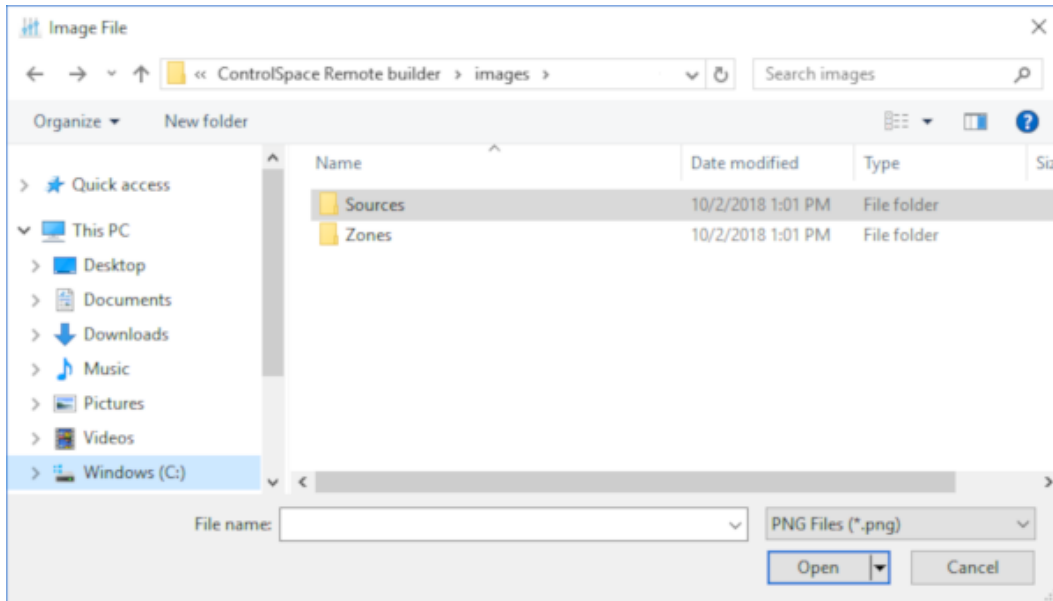 Image File
« ControlSpace Remote builder > images >
Search images
Organize
New folder
Name
Date modified
Type
Siz
Quick access
Sources
10/2/2018 1:01 PM
File folder
This PC
Zones
10/2/2018 1:01 PM
File folder
Desktop
Documents
Downloads
Music
Pictures
Videos
Windows (C:)
File name:
PNG Files (*.png)
Open
Cancel